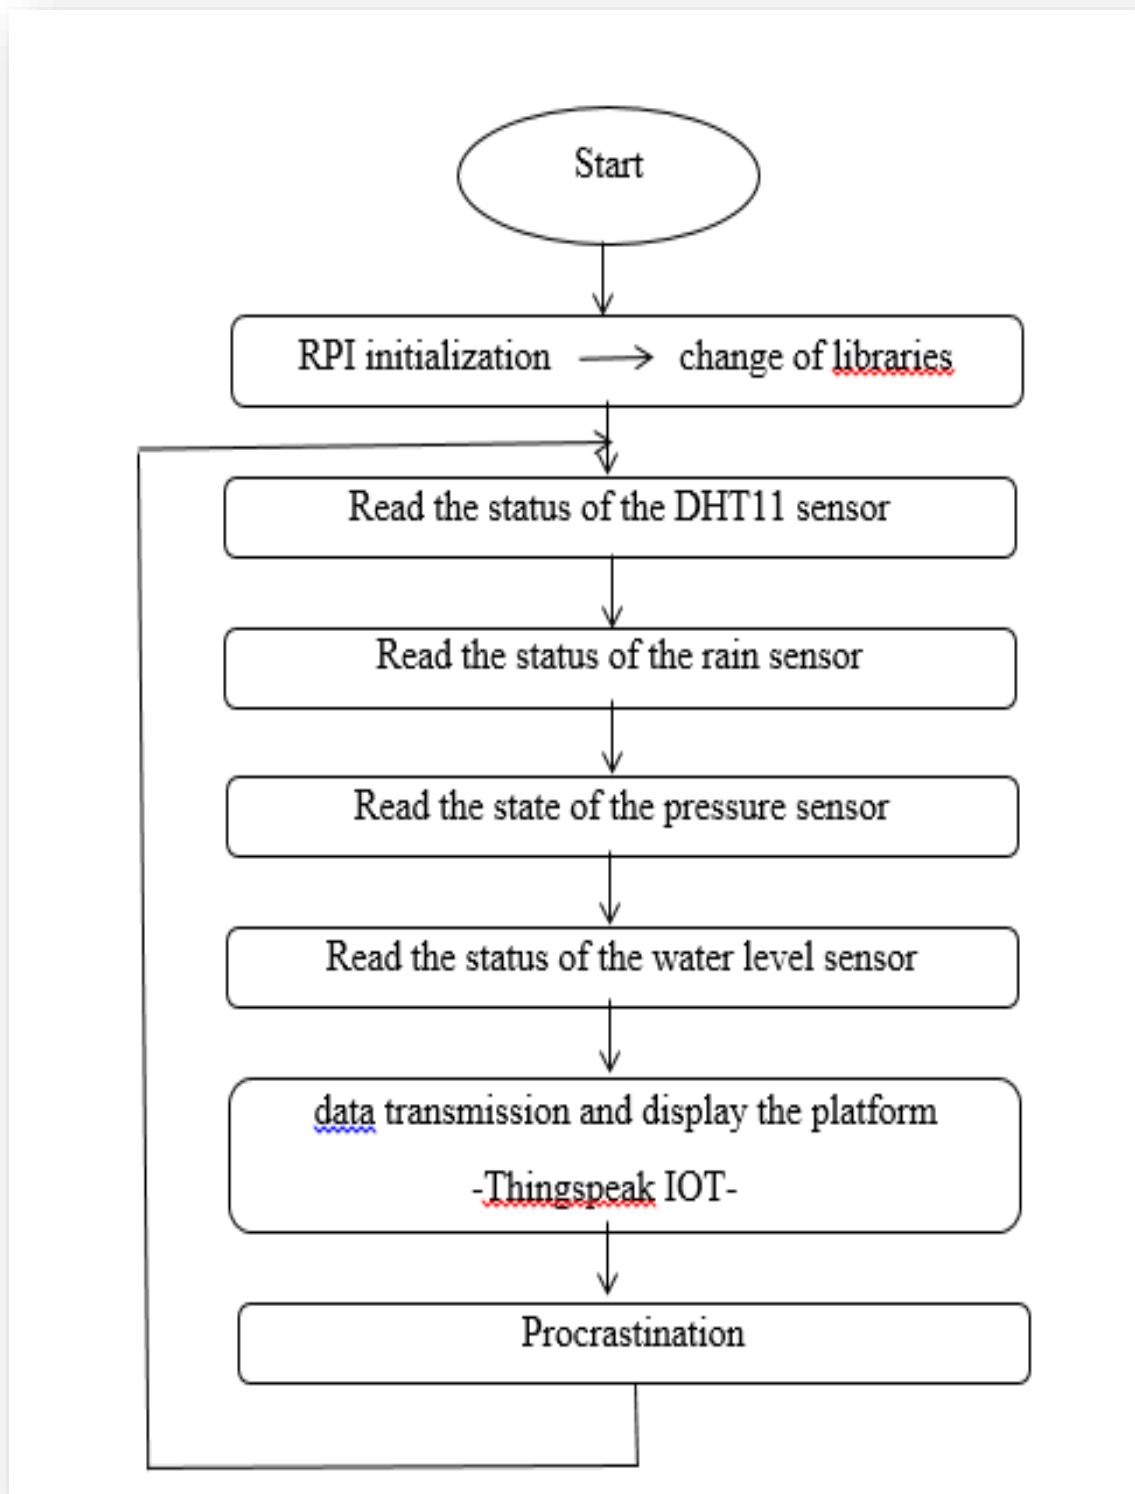 Start
RPI initialization → change of libraries
Read the status of the DHT11 sensor
Read the status of the rain sensor
Read the state of the pressure sensor
Read the status of the water level sensor
data transmission and display the platform
-Thingspeak IOT-
Procrastination